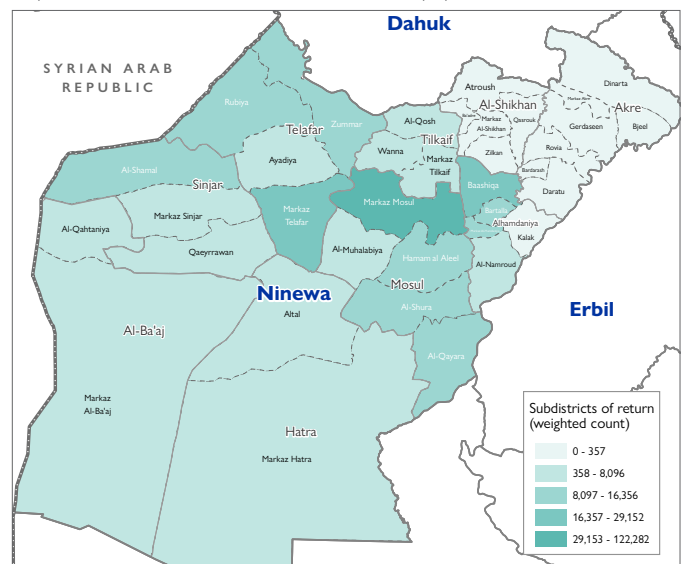 Dahuk
SYRIAN ARAB
REPUBLIC
Dinarta
Atroush
Rubiya
Al-Shikhan
Akre
Zummar
Al-Qosh
Markaz
Al-Shikhan
Qasrouk
Gerdaseen
Bjeel
Telafar
Tilkaif
Wanna
Rovia
Zilkan
Ayadiya
Markaz
Tilkaif
Al-Shamal
Bardarash
Sinjar
Baashiqa
Daratu
Markaz Mosul
Markaz
Telafar
Bartalla
Markaz Sinjar
Al-Qahtaniya
Alhamdaniya
Kalak
Qaeyrrawan
Al-Muhalabiya
Hamam al Aleel
Al-Namroud
Mosul
Ninewa
Al-Shura
Erbil
Altal
Al-Ba'aj
Al-Qayara
Markaz
Al-Ba'aj
Hatra
Markaz Hatra
Subdistricts of return
(weighted count)
0 - 357
358 - 8,096
8,097 - 16,356
16,357 - 29,152
29,153 - 122,282